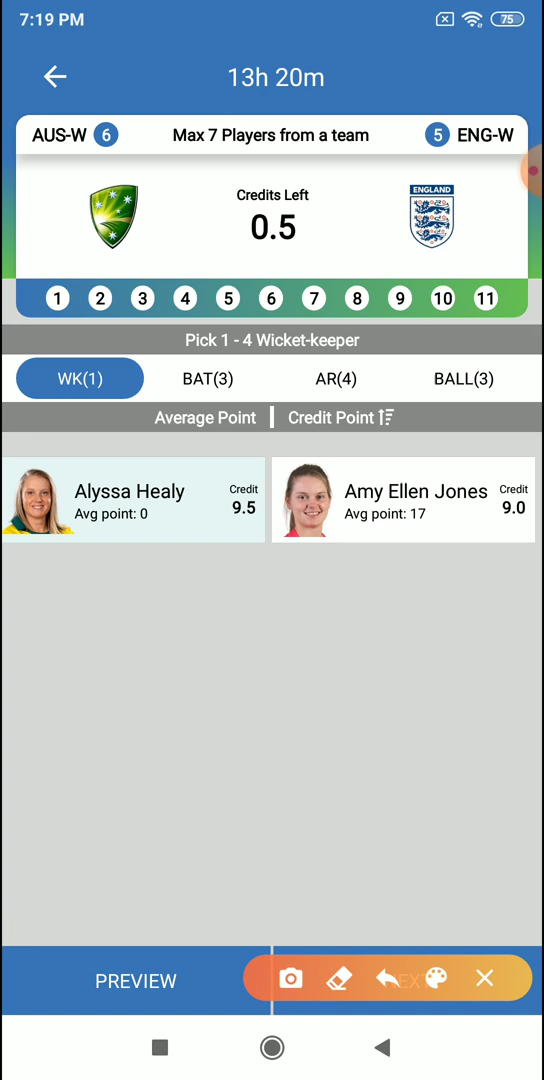 7:19 PM
75
13h 20m
AUS-W 6 Max 7 Players from a team 5 ENG-W
Credits Left
ENGLAND
0.5
1 2 3 4 5 6 7 8 9 10 11
Pick 1 - 4 Wicket-keeper
WK(1) BAT(3) AR(4) BALL(3)
Average Point Credit Point
Alyssa Healy Credit
Avg point: 0 9.5
Amy Ellen Jones Credit
Avg point: 17 9.0
PREVIEW NEXT